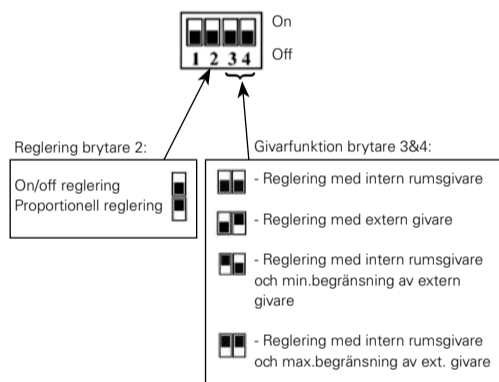 On
Off
1 2 3 4
Reglering brytare 2:
On/off reglering
Proportionell reglering
Givarfunktion brytare 3&4:
- Reglering med intern rumsgivare
- Reglering med extern givare
- Reglering med intern rumsgivare
och min.begränsning av extern
givare
- Reglering med intern rumsgivare
och max.begränsning av ext. givare